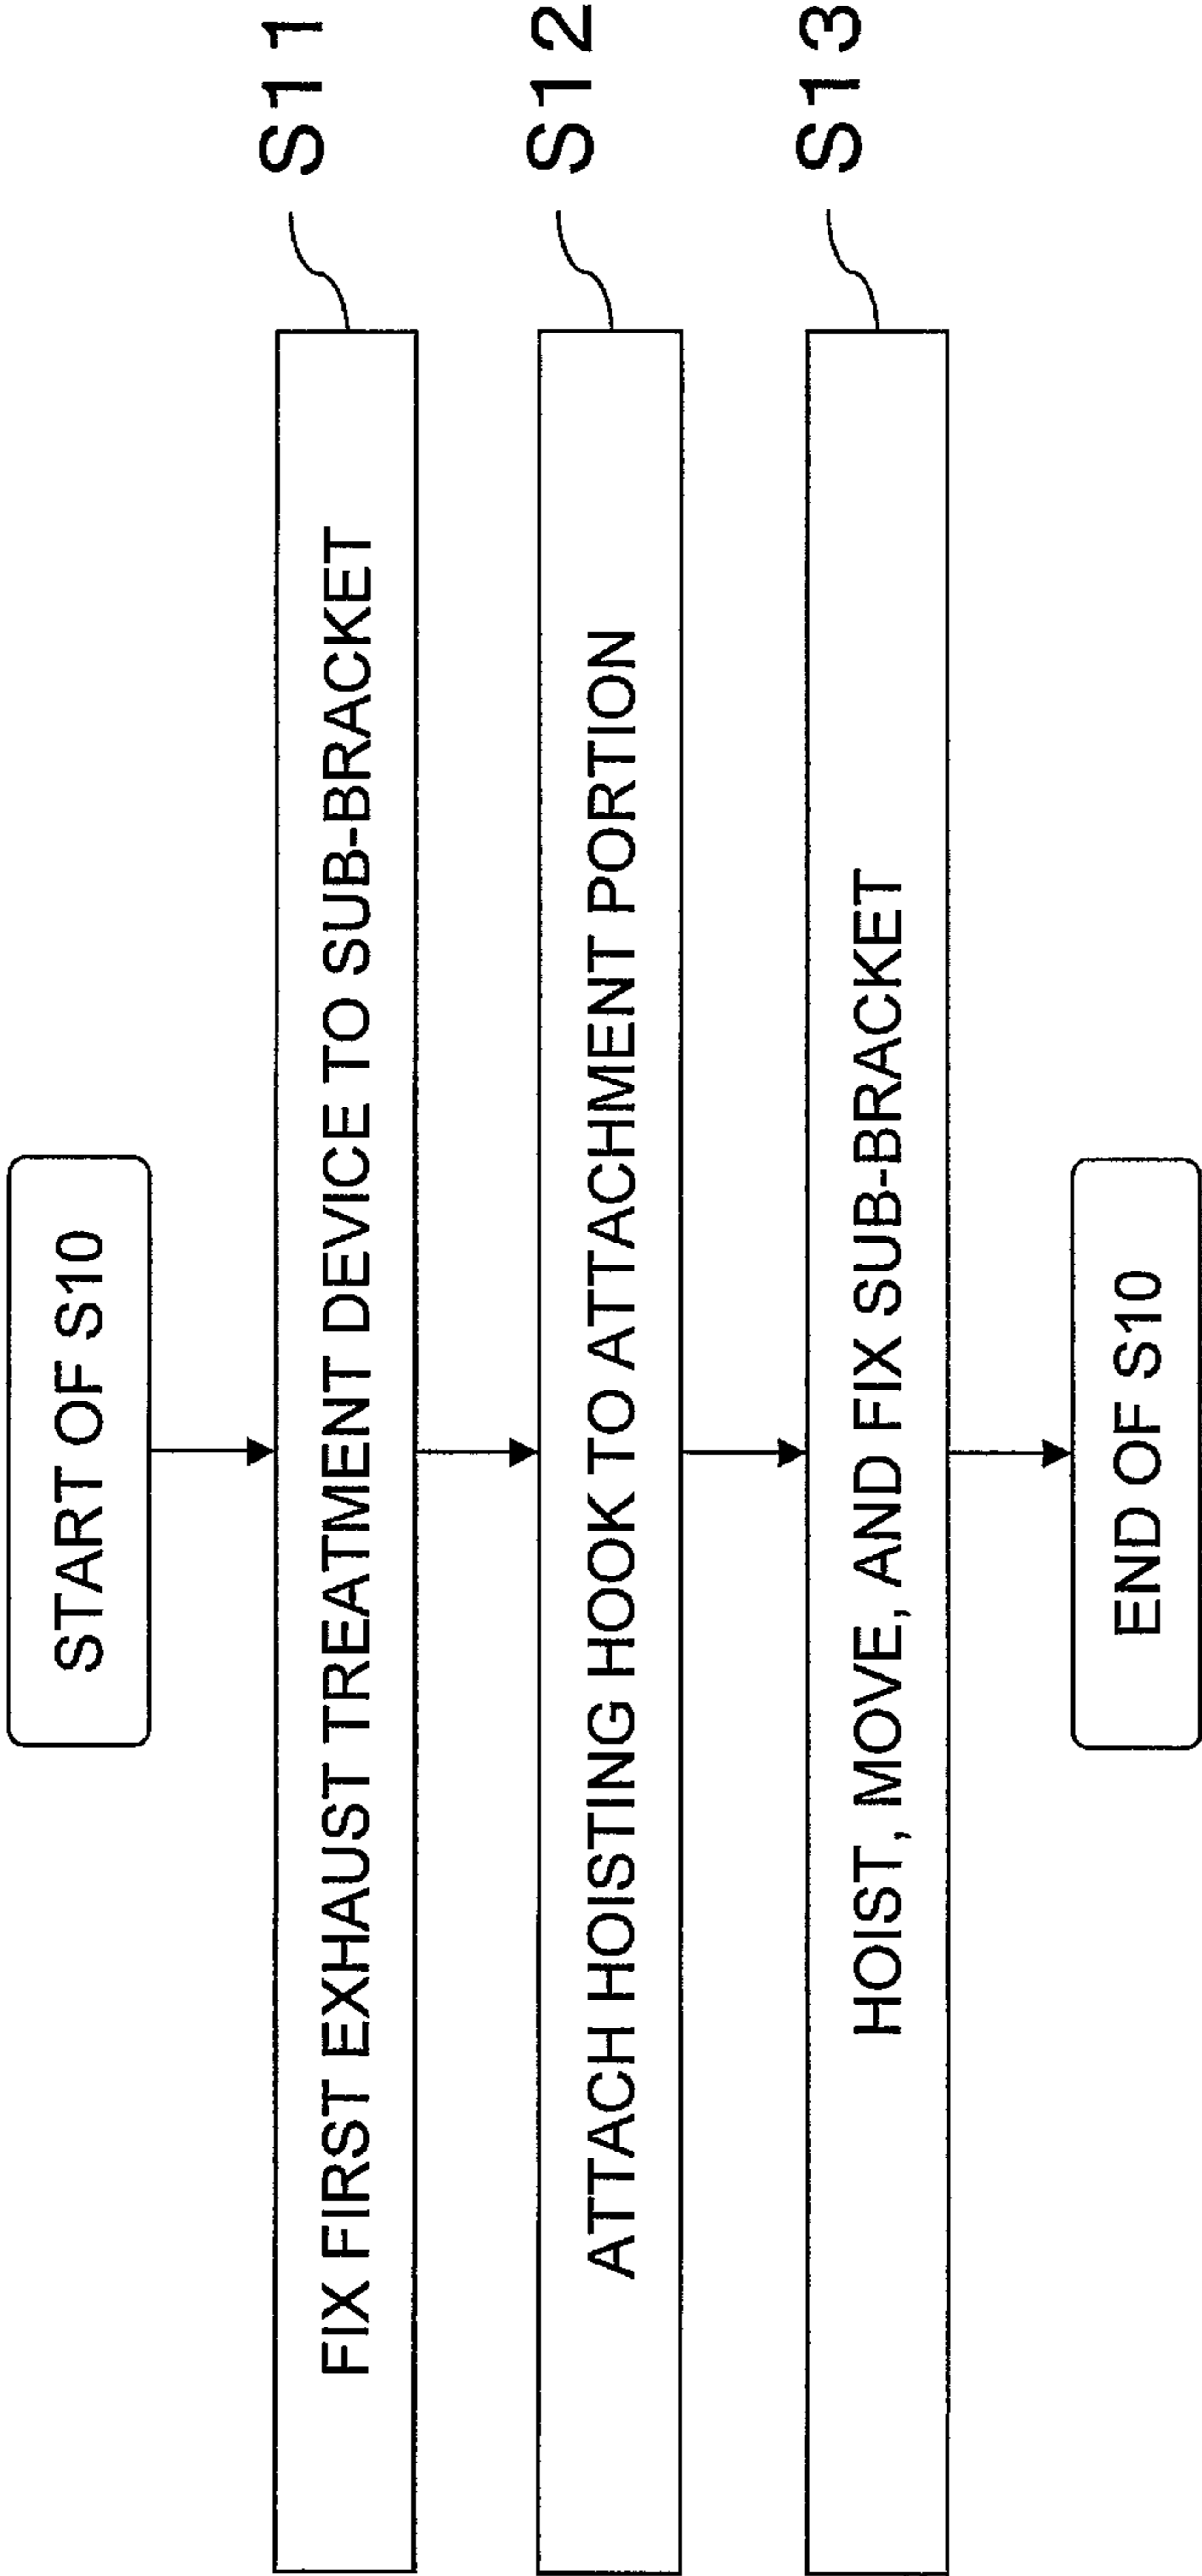 START OF S10
FIX FIRST EXHAUST TREATMENT DEVICE TO SUB-BRACKET
S11
ATTACH HOISTING HOOK TO ATTACHMENT PORTION
S12
HOIST, MOVE, AND FIX SUB-BRACKET
S13
END OF S10